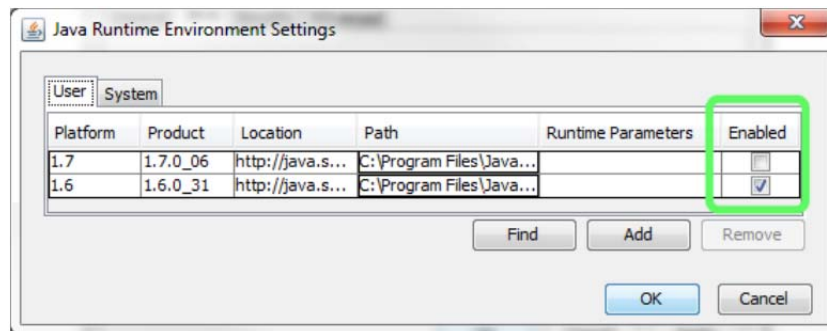 Java Runtime Environment Settings
User System
Platform Product Location Path Runtime Parameters Enabled
1.7 1.7.0_06 http://java.s... C:\Program Files\Java...
1.6 1.6.0_31 http://java.s... C:\Program Files\Java...
Find Add Remove
OK Cancel